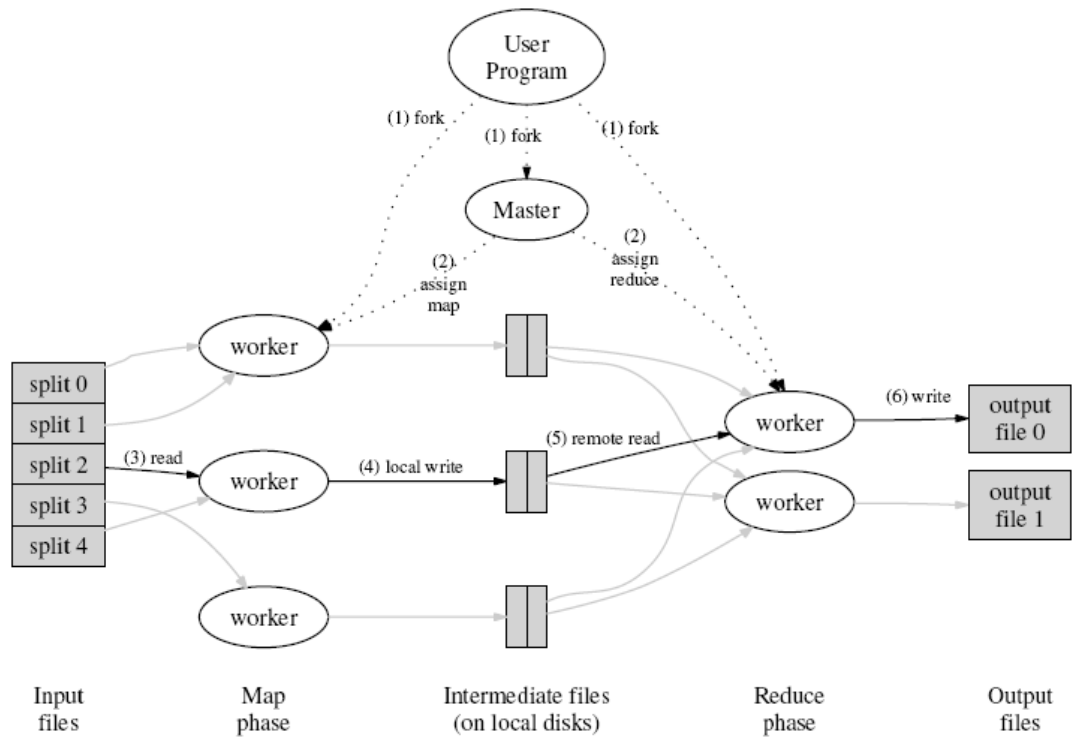 User
Program
(1) fork
(1) fork
(1) fork
Master
(2)
assign
map
(2)
assign
reduce
worker
split 0
split 1
split 2
split 3
split 4
(3) read
worker
(4) local write
(5) remote read
worker
(6) write
output
file 0
worker
output
file 1
worker
Input
files
Map
phase
Intermediate files
(on local disks)
Reduce
phase
Output
files